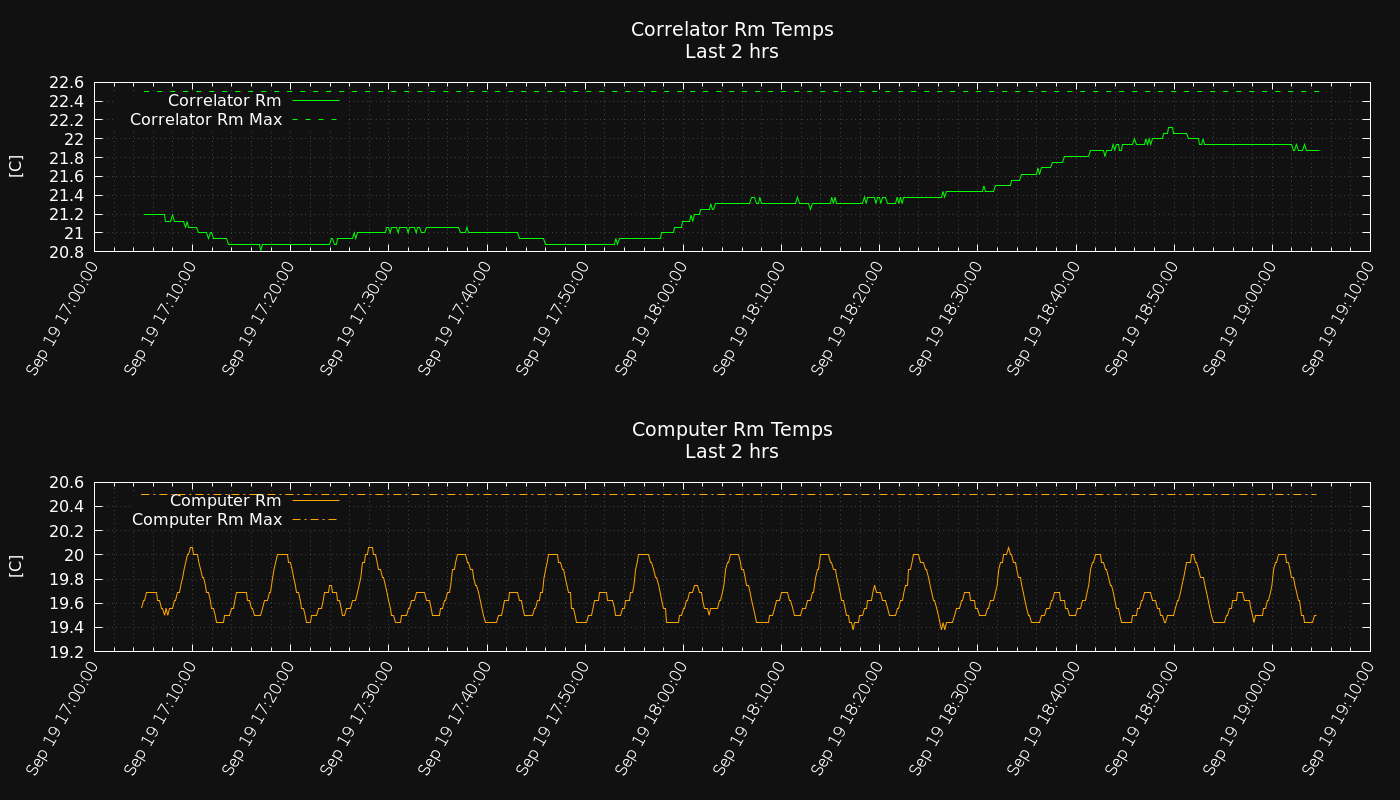 Correlator Rm Temps
Last 2 hrs
22.6
22.4
22.2
22
21.8
21.6
21.4
21.2
21
20.8
[C]
Correlator Rm
Correlator Rm Max
Sep 19 17:00:00
Sep 19 17:10:00
Sep 19 17:20:00
Sep 19 17:30:00
Sep 19 17:40:00
Sep 19 17:50:00
Sep 19 18:00:00
Sep 19 18:10:00
Sep 19 18:20:00
Sep 19 18:30:00
Sep 19 18:40:00
Sep 19 18:50:00
Sep 19 19:00:00
Sep 19 19:10:00
Computer Rm Temps
Last 2 hrs
20.6
20.4
20.2
20
19.8
19.6
19.4
19.2
[C]
Computer Rm
Computer Rm Max
Sep 19 17:00:00
Sep 19 17:10:00
Sep 19 17:20:00
Sep 19 17:30:00
Sep 19 17:40:00
Sep 19 17:50:00
Sep 19 18:00:00
Sep 19 18:10:00
Sep 19 18:20:00
Sep 19 18:30:00
Sep 19 18:40:00
Sep 19 18:50:00
Sep 19 19:00:00
Sep 19 19:10:00